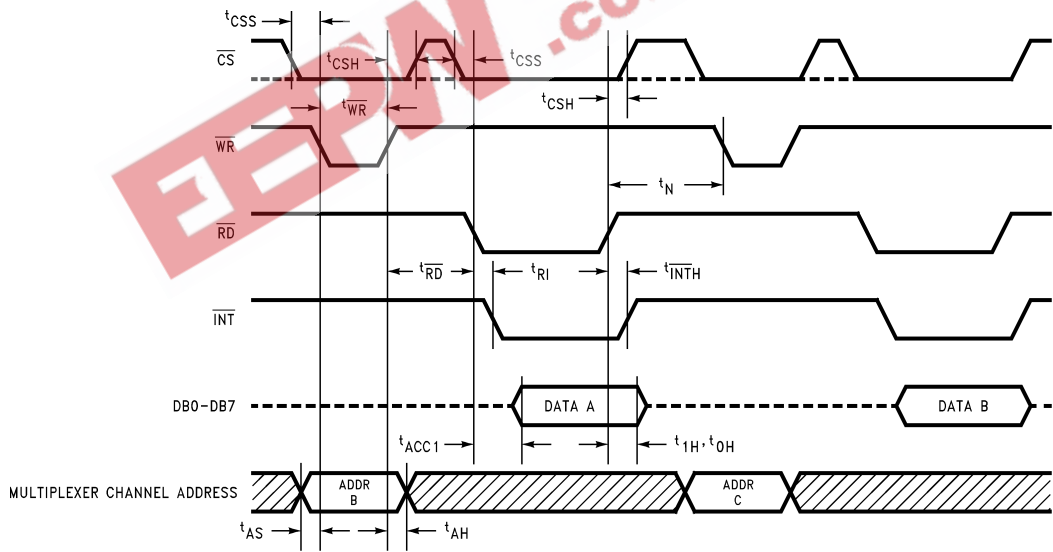 tCSS
CS
tCSH
tCSS
tCSH
tWR
WR
tN
RD
tRD
tRI
tINTH
INT
DB0-DB7
DATA A
DATA B
tACC1
t1H, t0H
MULTIPLEXER CHANNEL ADDRESS
ADDR
B
ADDR
C
tAS
tAH
EEPW .com